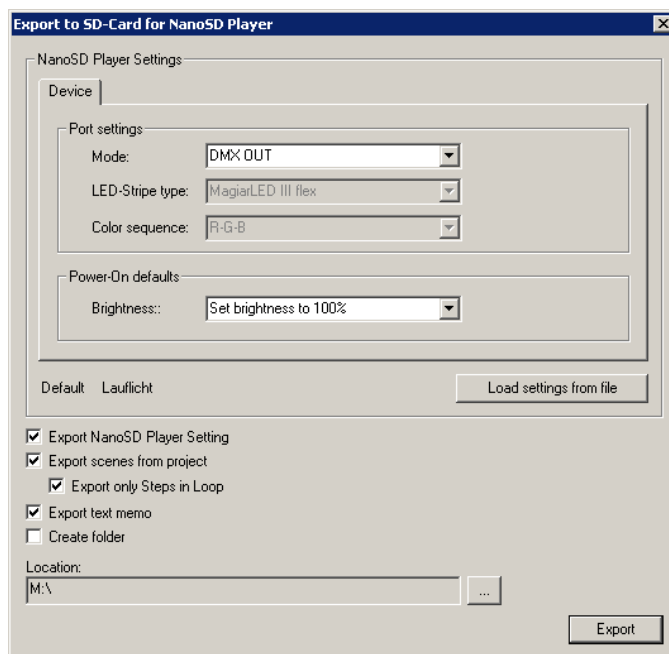 Export to SD-Card for NanoSD Player
NanoSD Player Settings
Device
Port settings
Mode: DMX OUT
LED-Stripe type: MagiarLED III flex
Color sequence: R-G-B
Power-On defaults
Brightness:: Set brightness to 100%
Default Lauflicht Load settings from file
Export NanoSD Player Setting
Export scenes from project
Export only Steps in Loop
Export text memo
Create folder
Location:
M:\ ...
Export